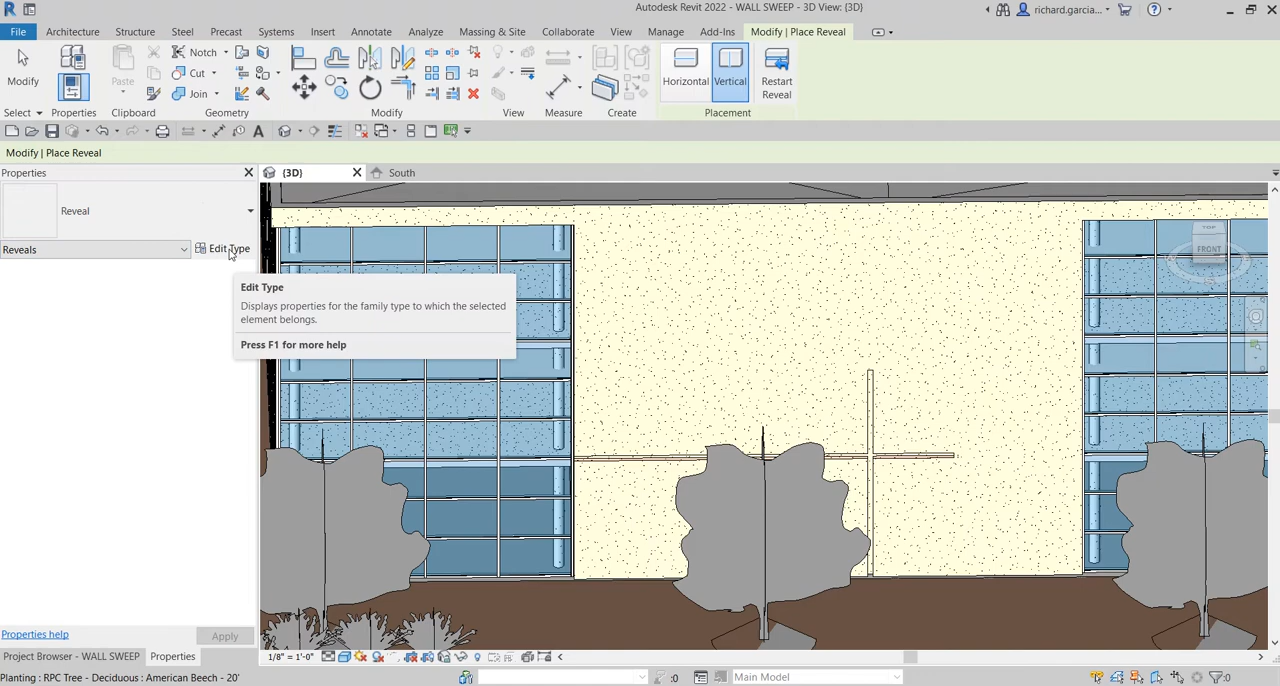 Autodesk Revit 2022 - WALL SWEEP - 3D View: {3D}
richard.garcia...
File Architecture Structure Steel Precast Systems Insert Annotate Analyze Massing & Site Collaborate View Manage Add-Ins Modify | Place Reveal
Modify
Paste
Notch
Cut
Join
Horizontal
Vertical
Restart
Reveal
Select Properties Clipboard Geometry Modify View Measure Create Placement
Modify | Place Reveal
Properties
{3D}
South
Reveal
Reveals
Edit Type
TOP
FRONT
Edit Type
Displays properties for the family type to which the selected
element belongs.
Press F1 for more help
Properties help
Apply
Project Browser - WALL SWEEP
Properties
1/8" = 1'-0"
Planting : RPC Tree - Deciduous : American Beech - 20'
:0
Main Model
:0